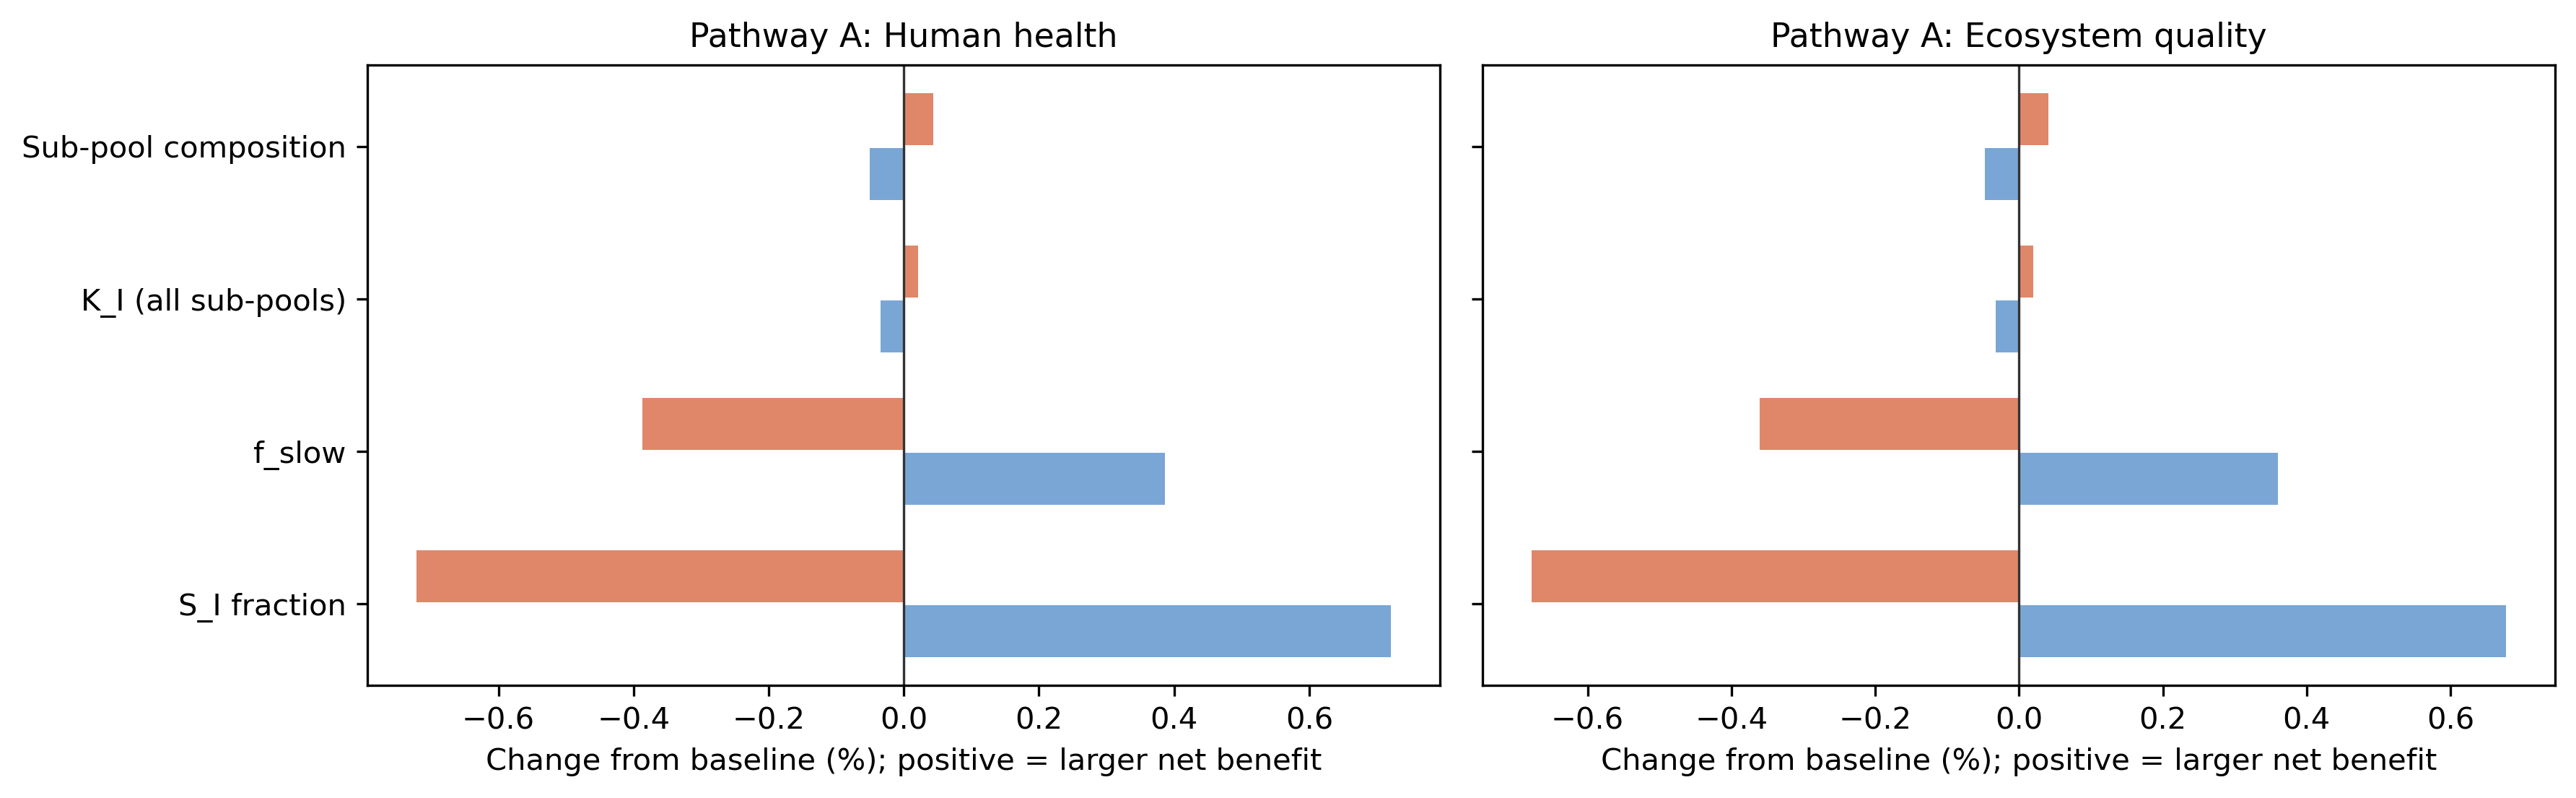 Pathway A: Human health
Pathway A: Ecosystem quality
Sub-pool composition
K_I (all sub-pools)
f_slow
S_I fraction
−0.6 −0.4 −0.2 0.0 0.2 0.4 0.6
−0.6 −0.4 −0.2 0.0 0.2 0.4 0.6
Change from baseline (%); positive = larger net benefit
Change from baseline (%); positive = larger net benefit